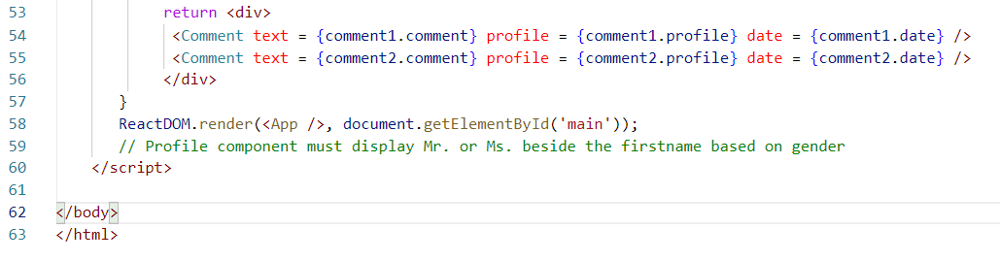 53 return <div>
54 <Comment text = {comment1.comment} profile = {comment1.profile} date = {comment1.date} />
55 <Comment text = {comment2.comment} profile = {comment2.profile} date = {comment2.date} />
56 </div>
57 }
58 ReactDOM.render(<App />, document.getElementById('main'));
59 // Profile component must display Mr. or Ms. beside the firstname based on gender
60 </script>
61
62 </body>
63 </html>